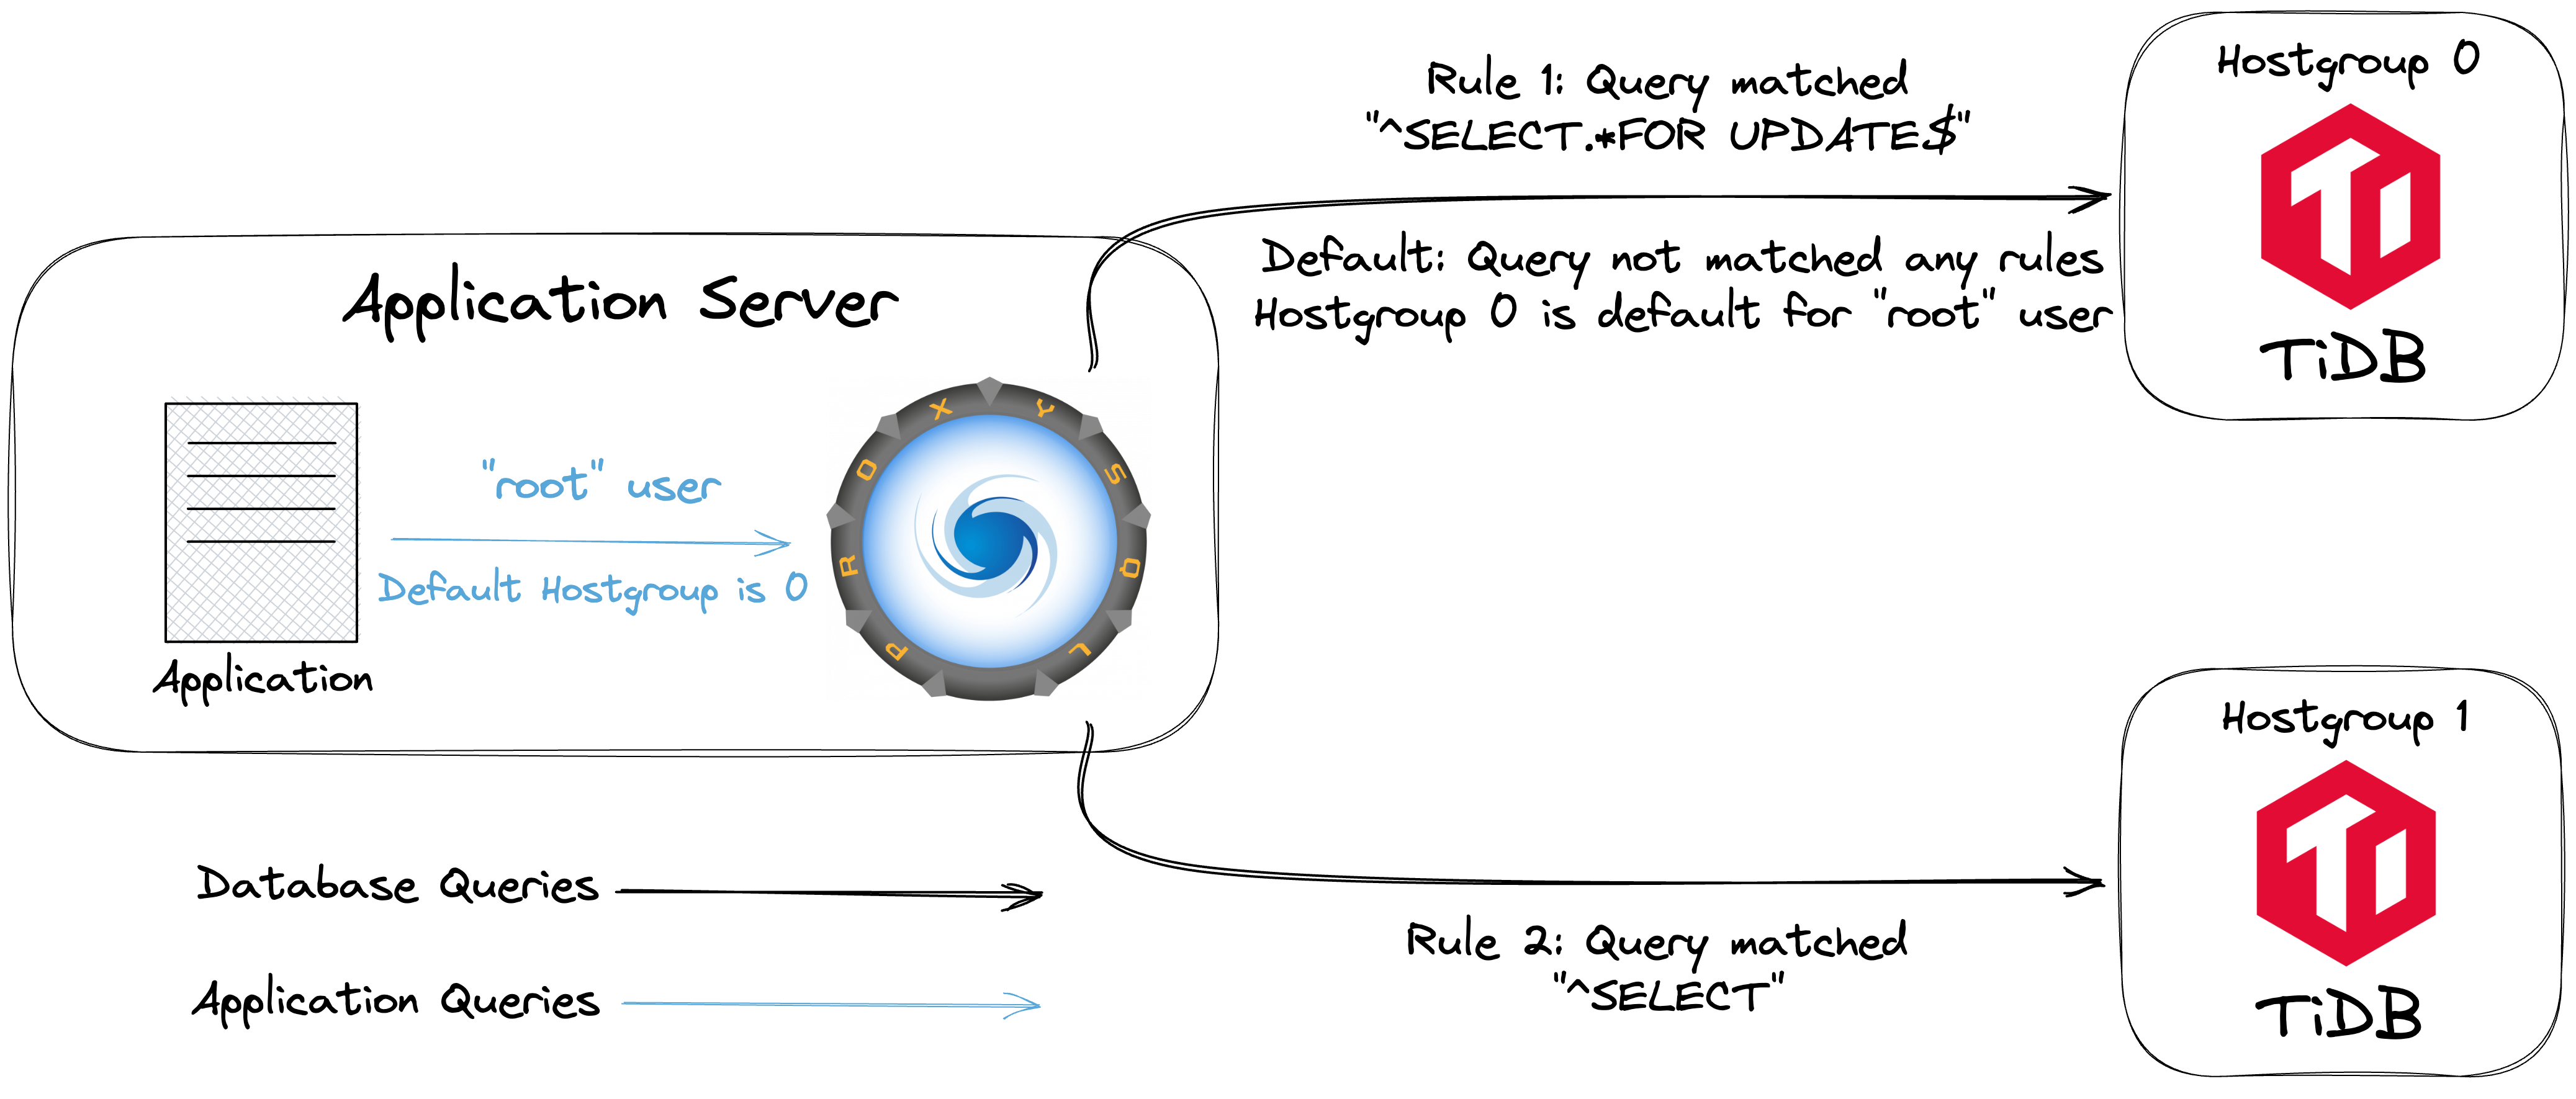 Application Server
Application
"root" user
Default Hostgroup is 0
PROXYSQL
Rule 1: Query matched
"^SELECT.*FOR UPDATE$"
Default: Query not matched any rules
Hostgroup 0 is default for "root" user
Hostgroup 0
Ti
TiDB
Rule 2: Query matched
"^SELECT"
Hostgroup 1
Ti
TiDB
Database Queries
Application Queries